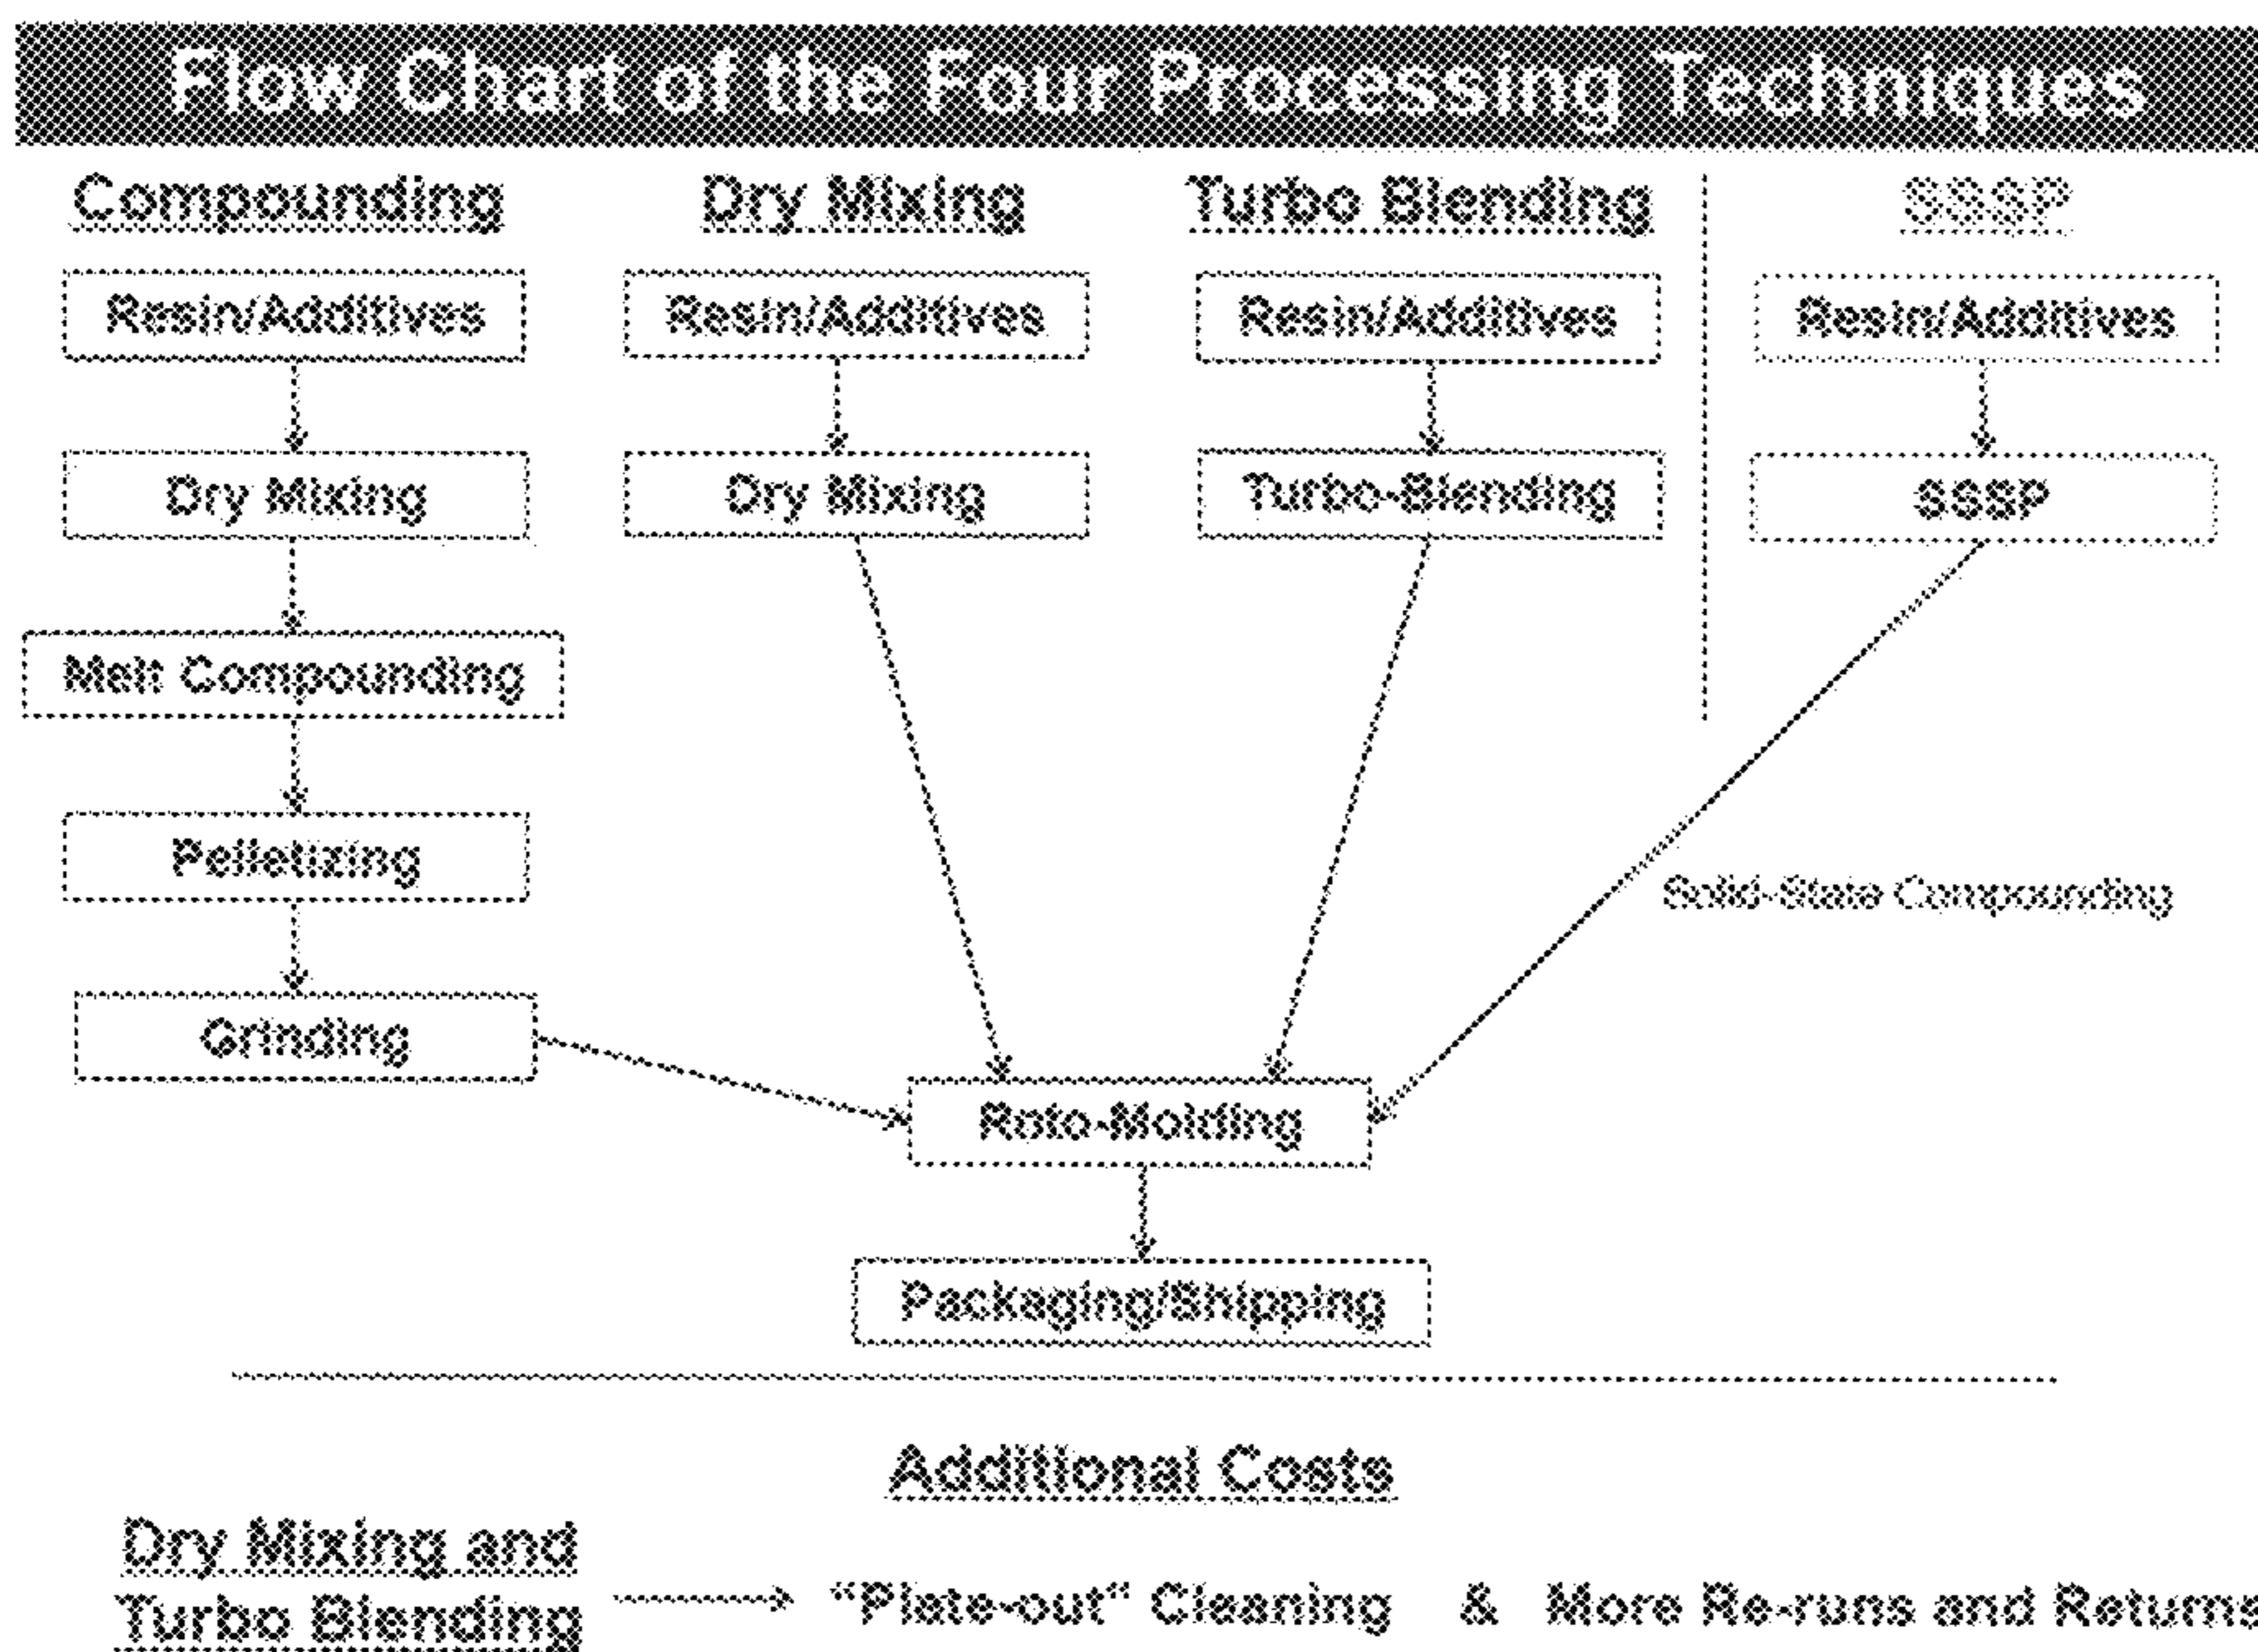 Flow Chart of the Four Processing Techniques
Compounding
Dry Mixing
Turbo Blending
SSSP
Resin/Additives
Resin/Additives
Resin/Additives
Resin/Additives
Dry Mixing
Dry Mixing
Turbo-Blending
SSSP
Melt Compounding
Pelletizing
Solid-State Compounding
Grinding
Roto-Molding
Packaging/Shipping
Additional Costs
Dry Mixing and
Turbo Blending
"Plate-out" Cleaning & More Re-runs and Returns